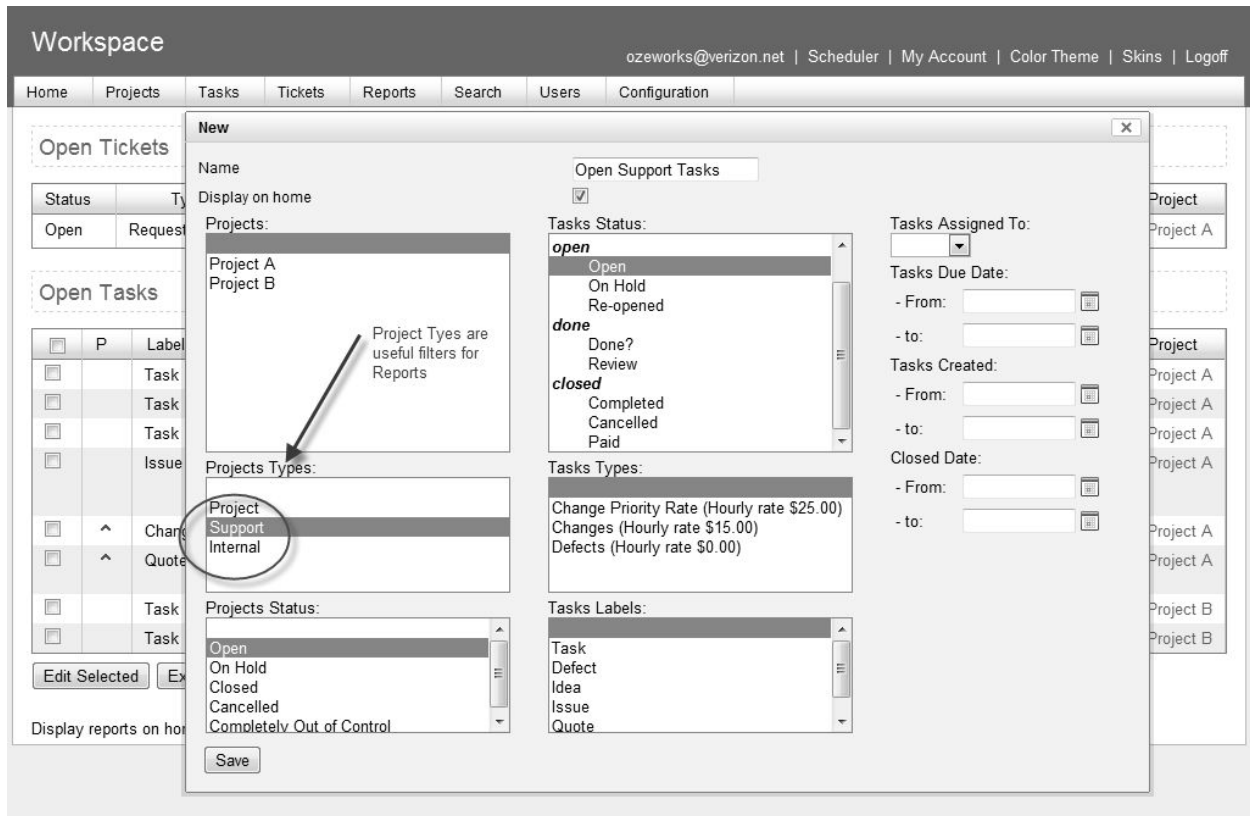 Workspace
ozeworks@verizon.net | Scheduler | My Account | Color Theme | Skins | Logoff
Home Projects Tasks Tickets Reports Search Users Configuration
Open Tickets
Status Project
Open Request Project A
Open Tasks
P Label Project
Task Project A
Task Project A
Task Project A
Issue Project A
^ Project A
^ Quote Project A
Task Project B
Task Project B
Edit Selected
Display reports on
New
Name Open Support Tasks
Display on home
Projects:
Project A
Project B
Project Tyes are
useful filters for
Reports
Projects Types:
Project
Support
Internal
Projects Status:
Open
On Hold
Closed
Cancelled
Completely Out of Control
Save
Tasks Status:
open
Open
On Hold
Re-opened
done
Done?
Review
closed
Completed
Cancelled
Paid
Tasks Types:
Change Priority Rate (Hourly rate $25.00)
Changes (Hourly rate $15.00)
Defects (Hourly rate $0.00)
Tasks Labels:
Task
Defect
Idea
Issue
Quote
Tasks Assigned To:
Tasks Due Date:
- From:
- to:
Tasks Created:
- From:
- to:
Closed Date:
- From:
- to: